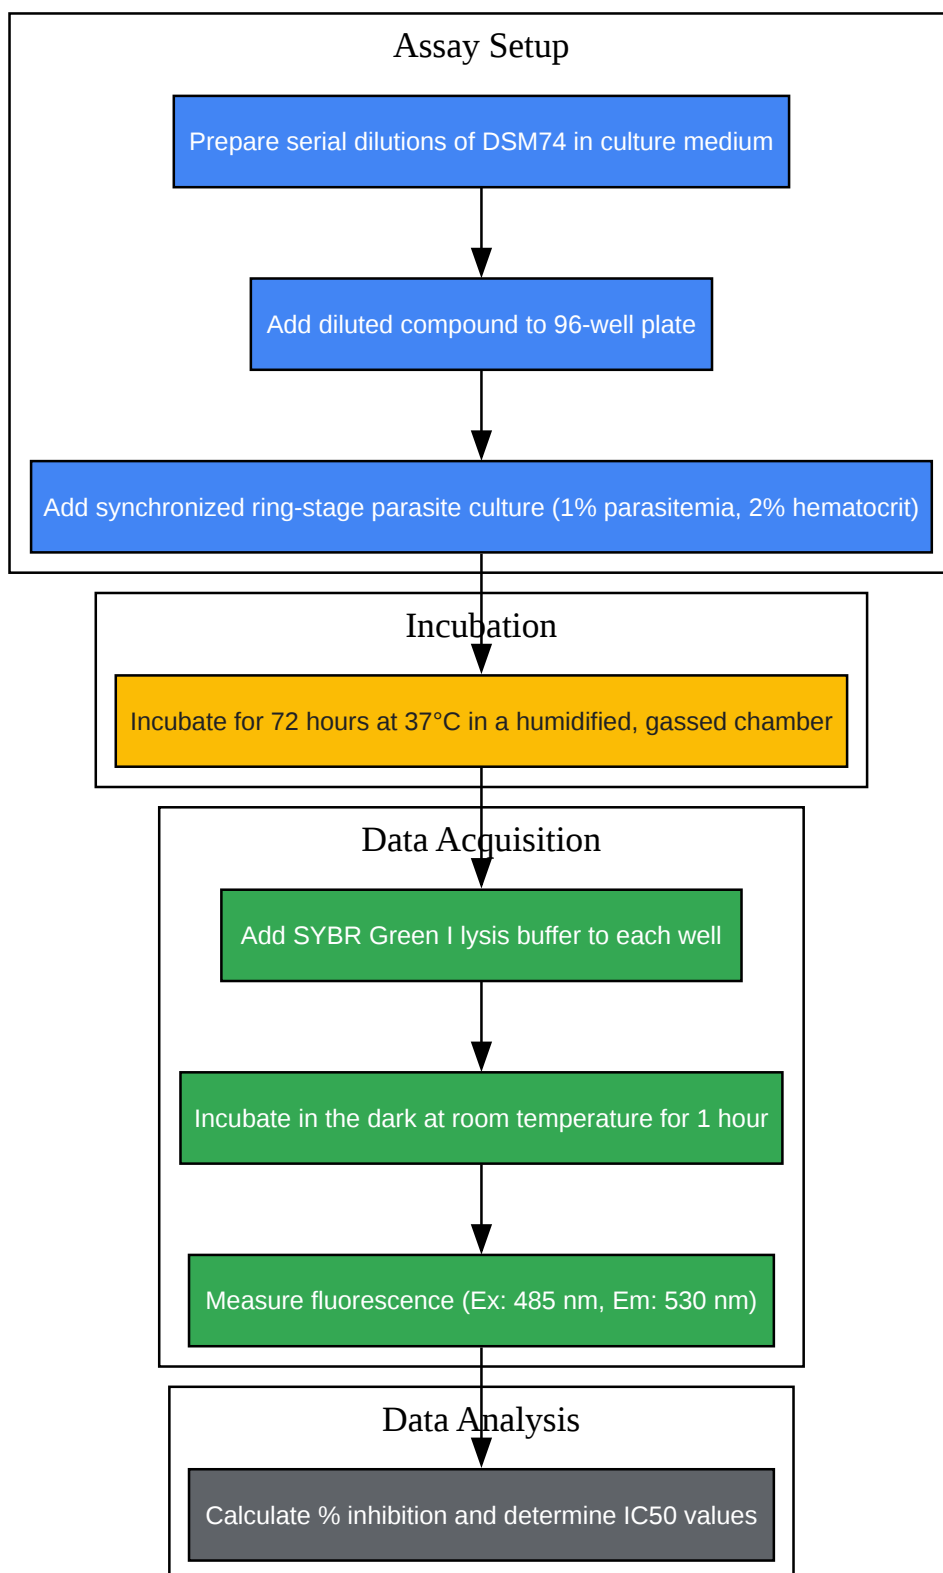 Assay Setup
Prepare serial dilutions of DSM74 in culture medium
Add diluted compound to 96-well plate
Add synchronized ring-stage parasite culture (1% parasitemia, 2% hematocrit)
Incubation
Incubate for 72 hours at 37°C in a humidified, gassed chamber
Data Acquisition
Add SYBR Green I lysis buffer to each well
Incubate in the dark at room temperature for 1 hour
Measure fluorescence (Ex: 485 nm, Em: 530 nm)
Data Analysis
Calculate % inhibition and determine IC50 values